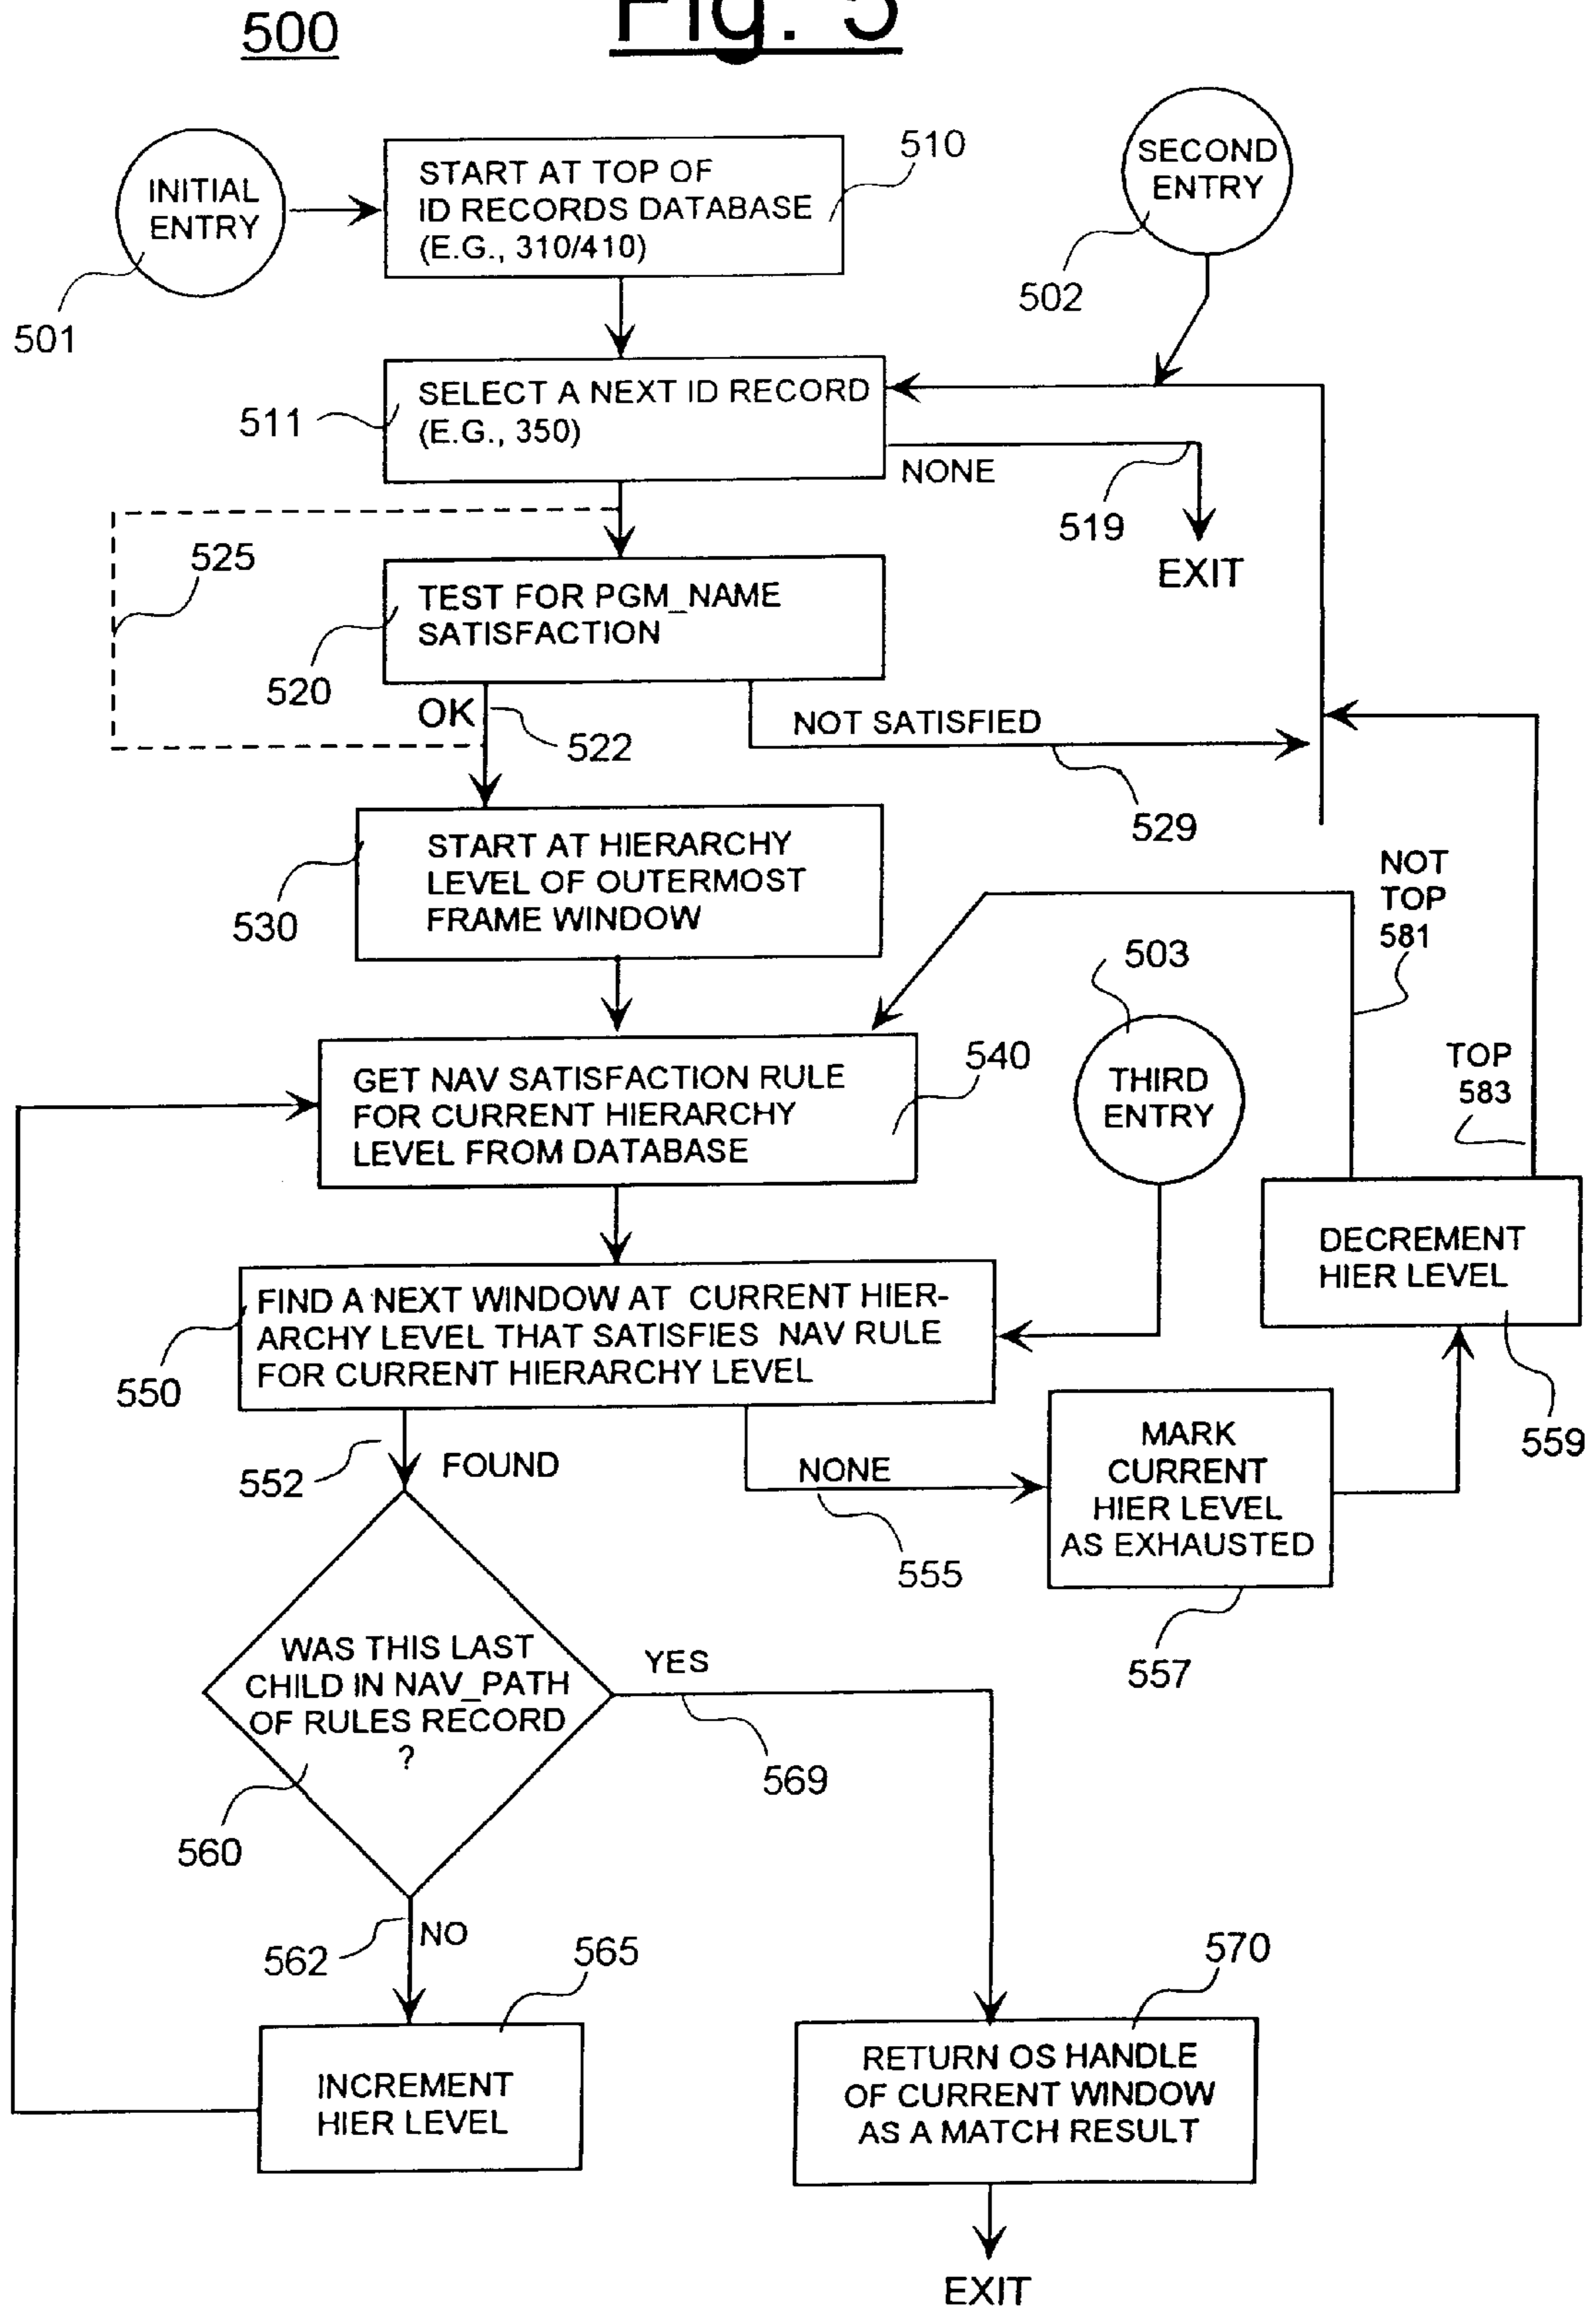 500
Fig. 5
INITIAL
ENTRY
501
START AT TOP OF
ID RECORDS DATABASE
(E.G., 310/410)
510
SECOND
ENTRY
502
SELECT A NEXT ID RECORD
(E.G., 350)
511
NONE
519
EXIT
525
TEST FOR PGM_NAME
SATISFACTION
520
OK
522
NOT SATISFIED
529
START AT HIERARCHY
LEVEL OF OUTERMOST
FRAME WINDOW
530
NOT
TOP
581
503
THIRD
ENTRY
TOP
583
GET NAV SATISFACTION RULE
FOR CURRENT HIERARCHY
LEVEL FROM DATABASE
540
DECREMENT
HIER LEVEL
559
FIND A NEXT WINDOW AT CURRENT HIER-
ARCHY LEVEL THAT SATISFIES NAV RULE
FOR CURRENT HIERARCHY LEVEL
550
552
FOUND
NONE
555
MARK
CURRENT
HIER LEVEL
AS EXHAUSTED
557
WAS THIS LAST
CHILD IN NAV_PATH
OF RULES RECORD
?
560
YES
569
562
NO
565
INCREMENT
HIER LEVEL
570
RETURN OS HANDLE
OF CURRENT WINDOW
AS A MATCH RESULT
EXIT